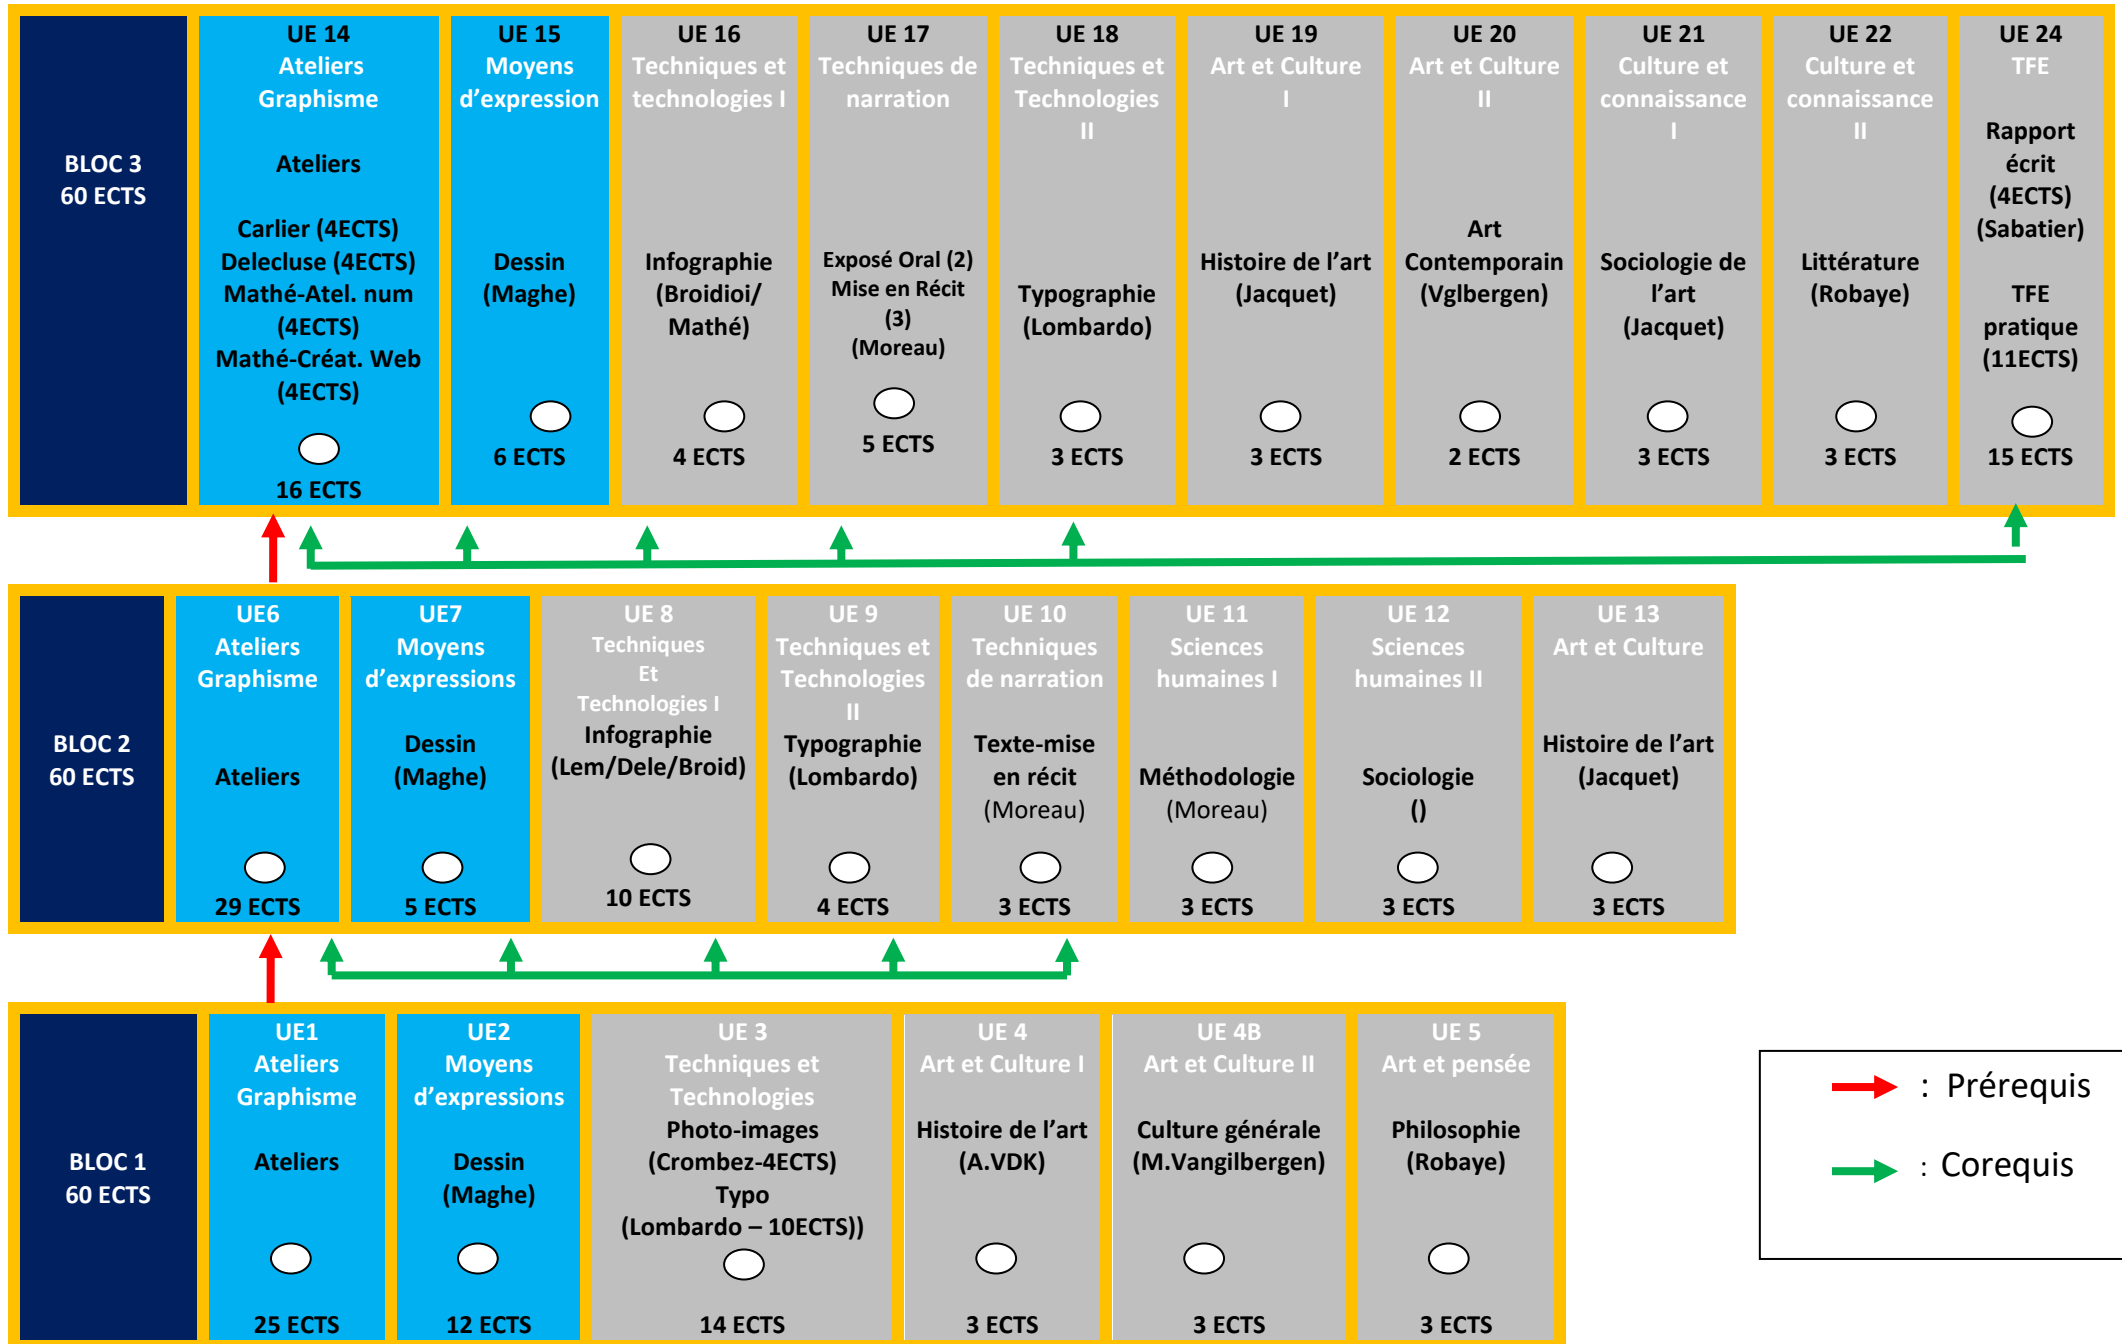 BLOC 3
60 ECTS
UE 14
Ateliers
Graphisme
Ateliers
Carlier (4ECTS)
Delecluse (4ECTS)
Mathé-Atel. num
(4ECTS)
Mathé-Créat. Web
(4ECTS)
16 ECTS
UE 15
Moyens
d'expression
Dessin
(Maghe)
6 ECTS
UE 16
Techniques et
technologies I
Infographie
(Broidioi/
Mathé)
4 ECTS
UE 17
Techniques de
narration
Exposé Oral (2)
Mise en Récit
(3)
(Moreau)
5 ECTS
UE 18
Techniques et
Technologies
II
Typographie
(Lombardo)
3 ECTS
UE 19
Art et Culture
I
Histoire de l'art
(Jacquet)
3 ECTS
UE 20
Art et Culture
II
Art
Contemporain
(Vglbergen)
2 ECTS
UE 21
Culture et
connaissance
I
Sociologie de
l'art
(Jacquet)
3 ECTS
UE 22
Culture et
connaissance
II
Littérature
(Robaye)
3 ECTS
UE 24
TFE
Rapport
écrit
(4ECTS)
(Sabatier)
TFE
pratique
(11ECTS)
15 ECTS
BLOC 2
60 ECTS
UE6
Ateliers
Graphisme
Ateliers
29 ECTS
UE7
Moyens
d'expressions
Dessin
(Maghe)
5 ECTS
UE 8
Techniques
Et
Technologies I
Infographie
(Lem/Dele/Broid)
10 ECTS
UE 9
Techniques et
Technologies
II
Typographie
(Lombardo)
4 ECTS
UE 10
Techniques
de narration
Texte-mise
en récit
(Moreau)
3 ECTS
UE 11
Sciences
humaines I
Méthodologie
(Moreau)
3 ECTS
UE 12
Sciences
humaines II
Sociologie
()
3 ECTS
UE 13
Art et Culture
Histoire de l'art
(Jacquet)
3 ECTS
BLOC 1
60 ECTS
UE1
Ateliers
Graphisme
Ateliers
25 ECTS
UE2
Moyens
d'expressions
Dessin
(Maghe)
12 ECTS
UE 3
Techniques et
Technologies
Photo-images
(Crombez-4ECTS)
Typo
(Lombardo – 10ECTS))
14 ECTS
UE 4
Art et Culture I
Histoire de l'art
(A.VDK)
3 ECTS
UE 4B
Art et Culture II
Culture générale
(M.Vangilbergen)
3 ECTS
UE 5
Art et pensée
Philosophie
(Robaye)
3 ECTS
: Prérequis
: Corequis